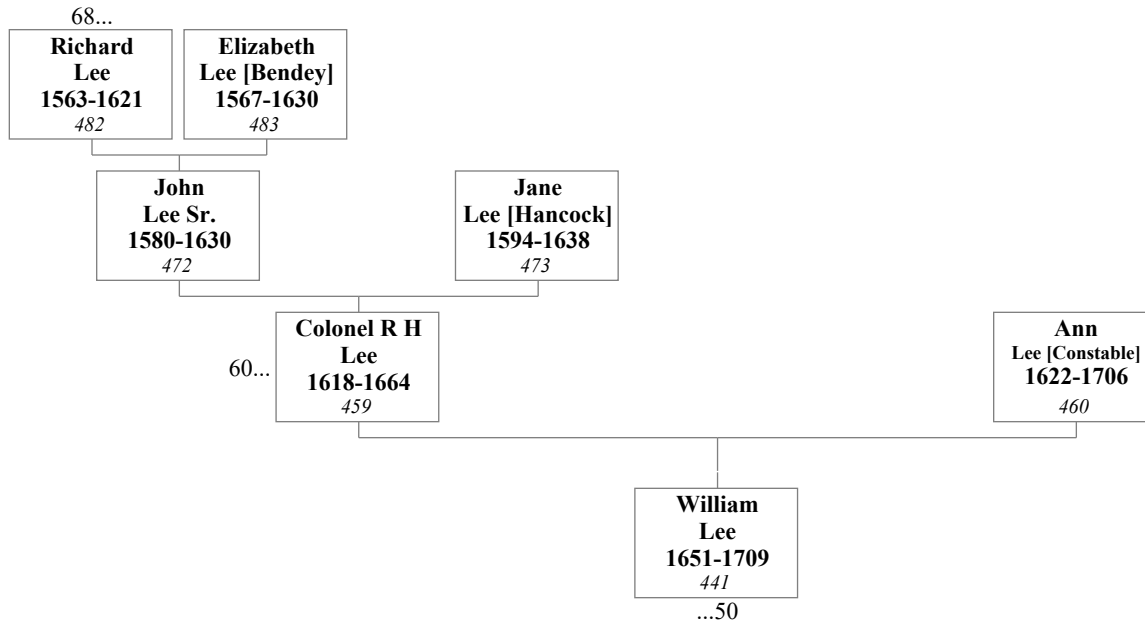 68...
Richard
Lee
1563-1621
482
Elizabeth
Lee [Bendey]
1567-1630
483
John
Lee Sr.
1580-1630
472
Jane
Lee [Hancock]
1594-1638
473
60...
Colonel R H
Lee
1618-1664
459
Ann
Lee [Constable]
1622-1706
460
William
Lee
1651-1709
441
...50